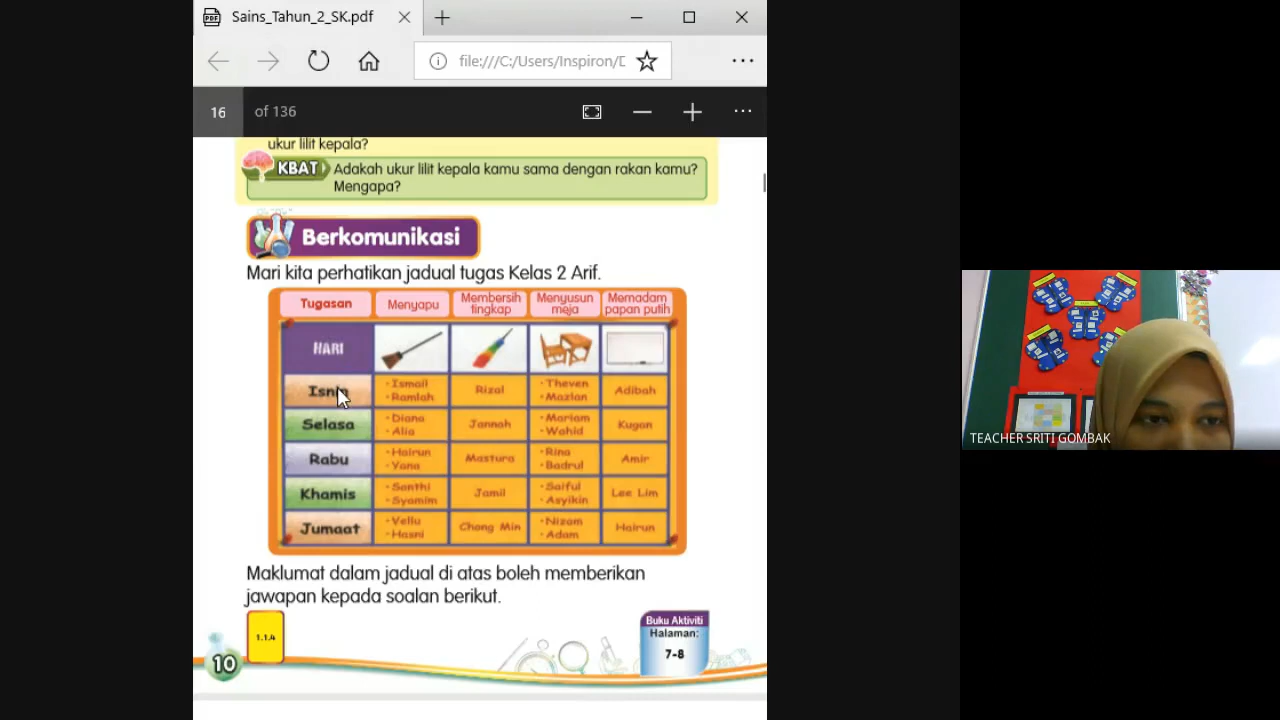 Sains_Tahun_2_SK.pdf
file:///C:/Users/Inspiron/D
16 of 136
ukur lilit kepala?
KBAT Adakah ukur lilit kepala kamu sama dengan rakan kamu?
Mengapa?
Berkomunikasi
Mari kita perhatikan jadual tugas Kelas 2 Arif.
Tugasan Menyapu Membersih tingkap Menyusun meja Memadam papan putih
HARI
Isnin • Ismail • Ramlah Rizal • Theven • Mazlan Adibah
Selasa • Diana • Alia Jannah • Mariam • Wahid Kugan
Rabu • Hairun • Yana Mastura • Rina • Badrul Amir
Khamis • Santhi • Syamim Jamil • Saiful • Asyikin Lee Lim
Jumaat • Vellu • Hasni Chong Min • Nizam • Adam Hairun
Maklumat dalam jadual di atas boleh memberikan
jawapan kepada soalan berikut.
1.1.4
Buku Aktiviti
Halaman:
7-8
10
TEACHER SRITI GOMBAK